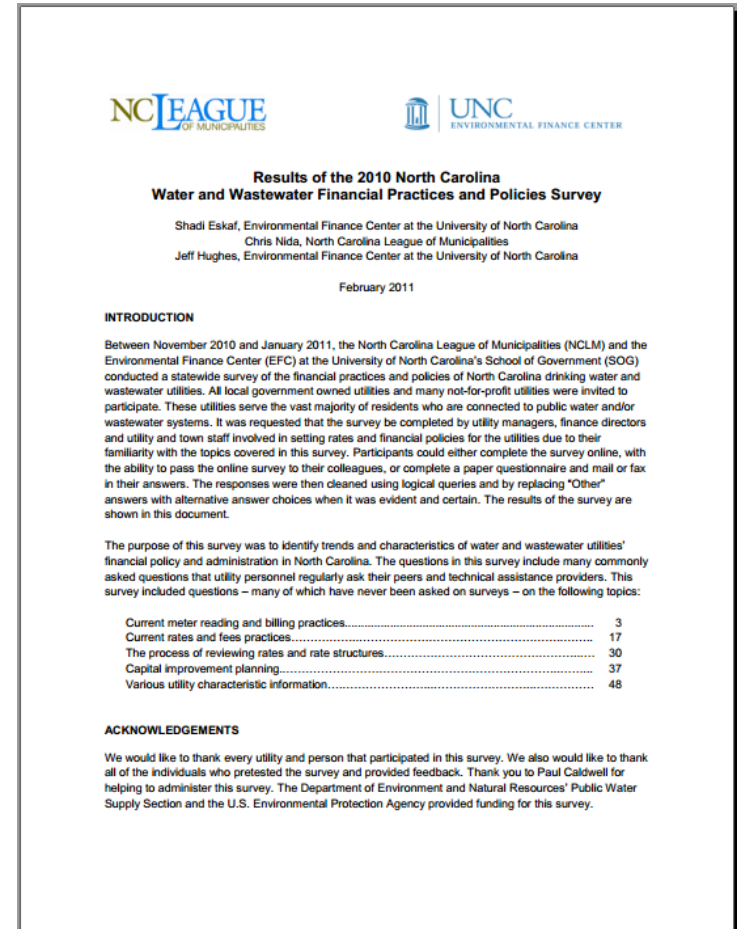 NCLEAGUE
OF MUNICIPALITIES
UNC
ENVIRONMENTAL FINANCE CENTER
Results of the 2010 North Carolina
Water and Wastewater Financial Practices and Policies Survey
Shadi Eskaf, Environmental Finance Center at the University of North Carolina
Chris Nida, North Carolina League of Municipalities
Jeff Hughes, Environmental Finance Center at the University of North Carolina
February 2011
INTRODUCTION
Between November 2010 and January 2011, the North Carolina League of Municipalities (NCLM) and the
Environmental Finance Center (EFC) at the University of North Carolina's School of Government (SOG)
conducted a statewide survey of the financial practices and policies of North Carolina drinking water and
wastewater utilities. All local government owned utilities and many not-for-profit utilities were invited to
participate. These utilities serve the vast majority of residents who are connected to public water and/or
wastewater systems. It was requested that the survey be completed by utility managers, finance directors
and utility and town staff involved in setting rates and financial policies for the utilities due to their
familiarity with the topics covered in this survey. Participants could either complete the survey online, with
the ability to pass the online survey to their colleagues, or complete a paper questionnaire and mail or fax
in their answers. The responses were then cleaned using logical queries and by replacing "Other"
answers with alternative answer choices when it was evident and certain. The results of the survey are
shown in this document.
The purpose of this survey was to identify trends and characteristics of water and wastewater utilities'
financial policy and administration in North Carolina. The questions in this survey include many commonly
asked questions that utility personnel regularly ask their peers and technical assistance providers. This
survey included questions – many of which have never been asked on surveys – on the following topics:
Current meter reading and billing practices.................................................... 3
Current rates and fees practices.................................................... 17
The process of reviewing rates and rate structures.................................................... 30
Capital improvement planning.................................................... 37
Various utility characteristic information.................................................... 48
ACKNOWLEDGEMENTS
We would like to thank every utility and person that participated in this survey. We also would like to thank
all of the individuals who pretested the survey and provided feedback. Thank you to Paul Caldwell for
helping to administer this survey. The Department of Environment and Natural Resources' Public Water
Supply Section and the U.S. Environmental Protection Agency provided funding for this survey.